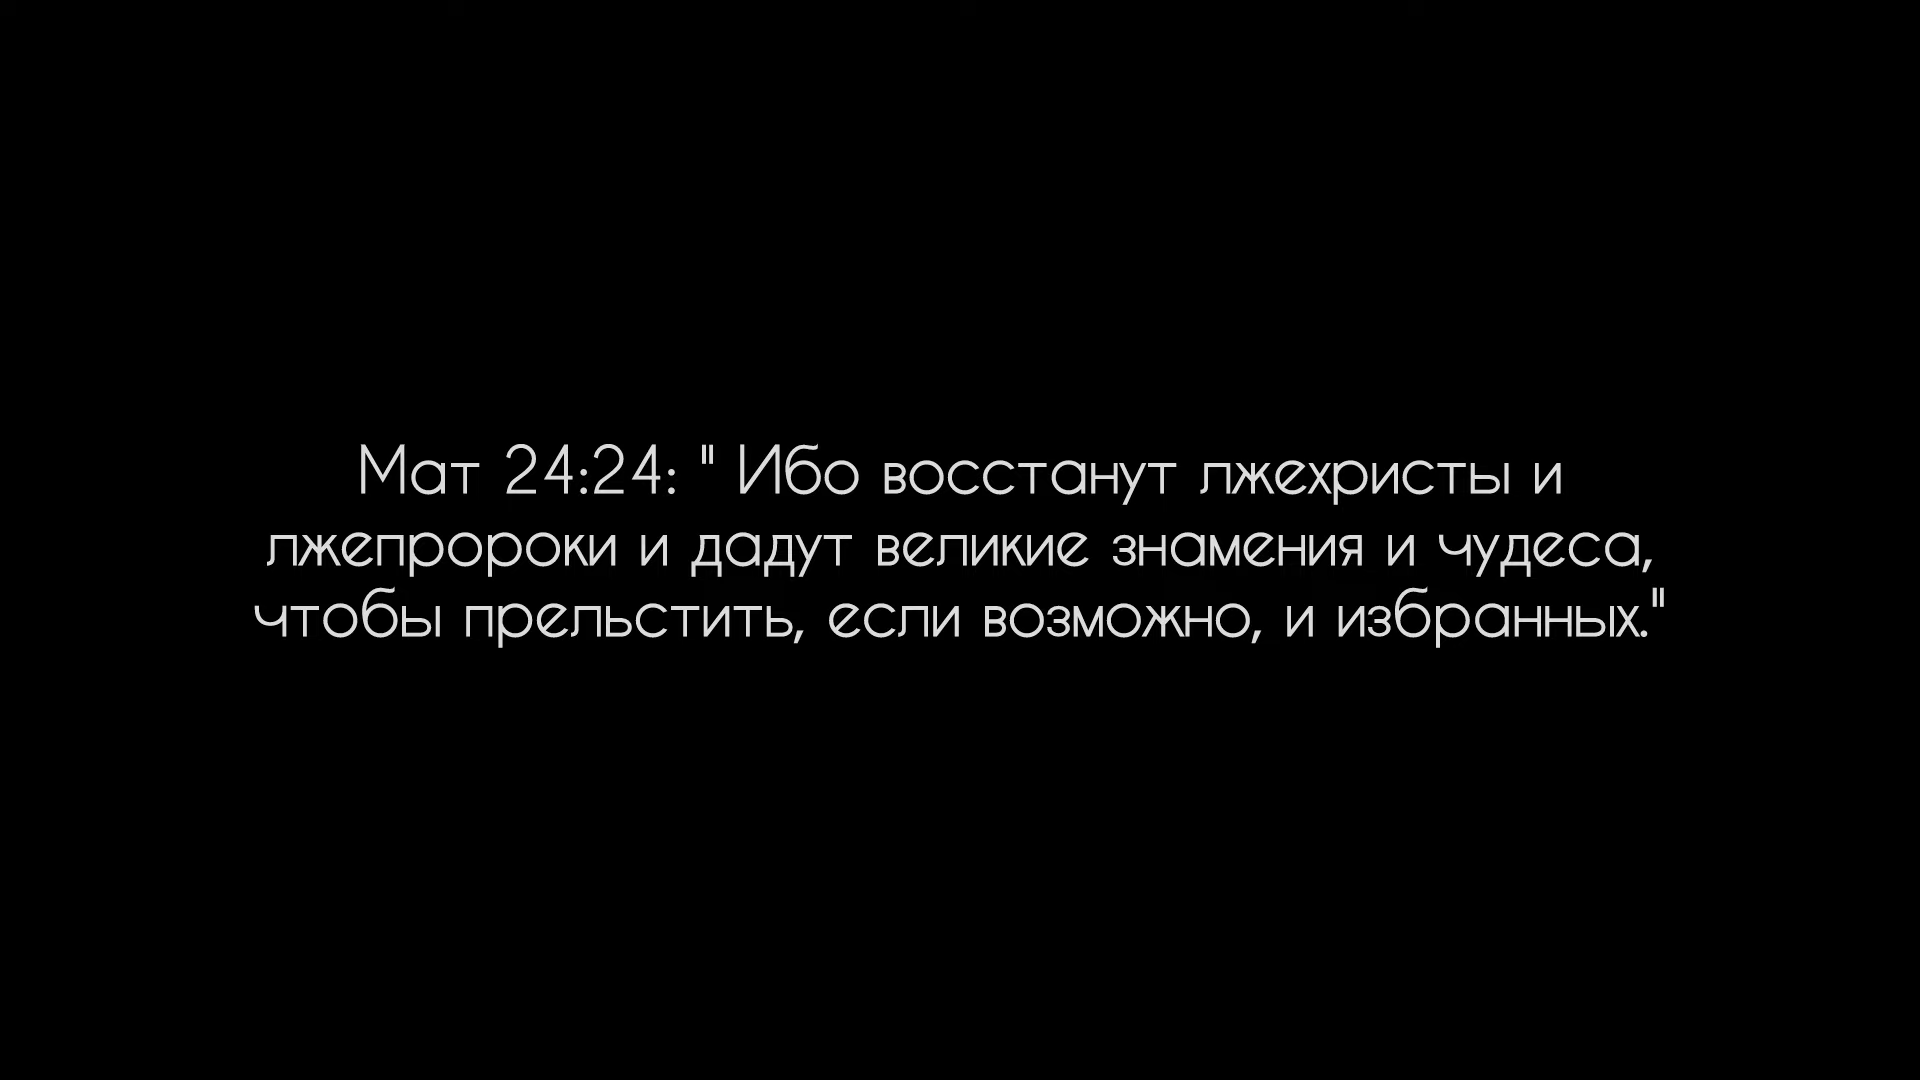 Мат 24:24: " Ибо восстанут лжехристы и
лжепророки и дадут великие знамения и чудеса,
чтобы прельстить, если возможно, и избранных."